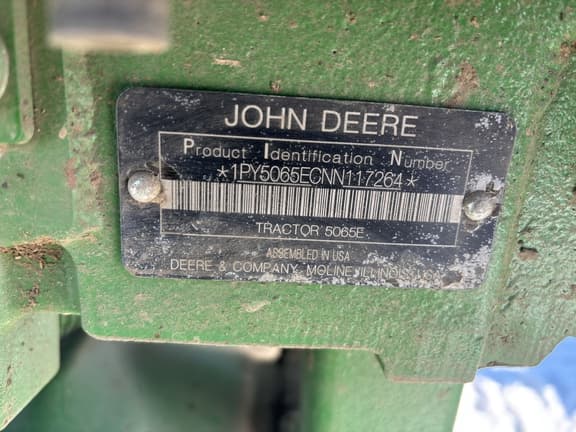 JOHN DEERE
Product Identification Number
*1PY5065ECNN117264*
TRACTOR 5065E
ASSEMBLED IN USA
DEERE & COMPANY, MOLINE, ILLINOIS, USA